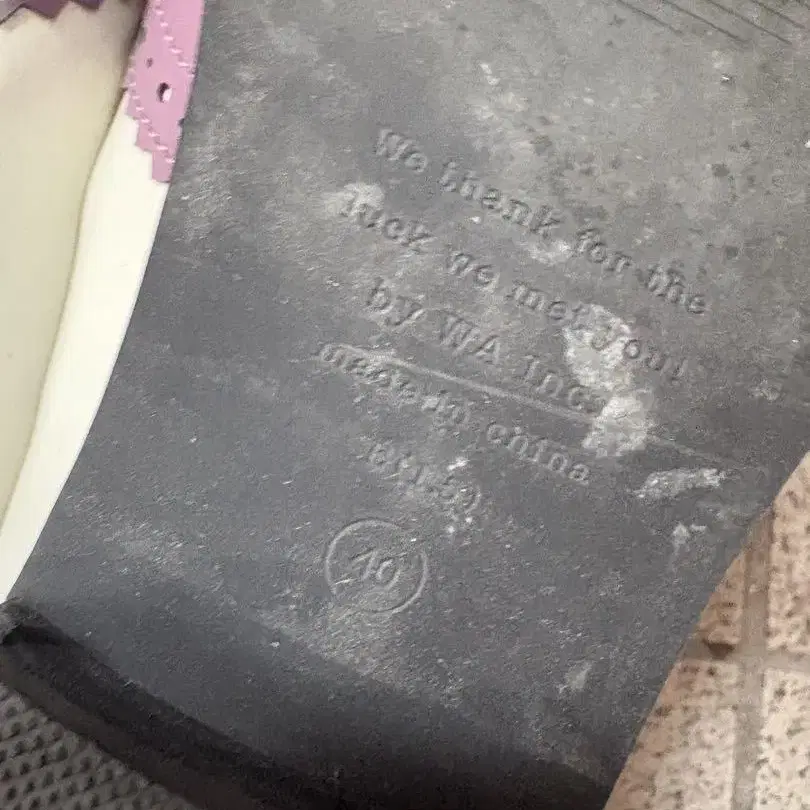 We thank for the
luck we met you!
by WA Inc.
made in china
40